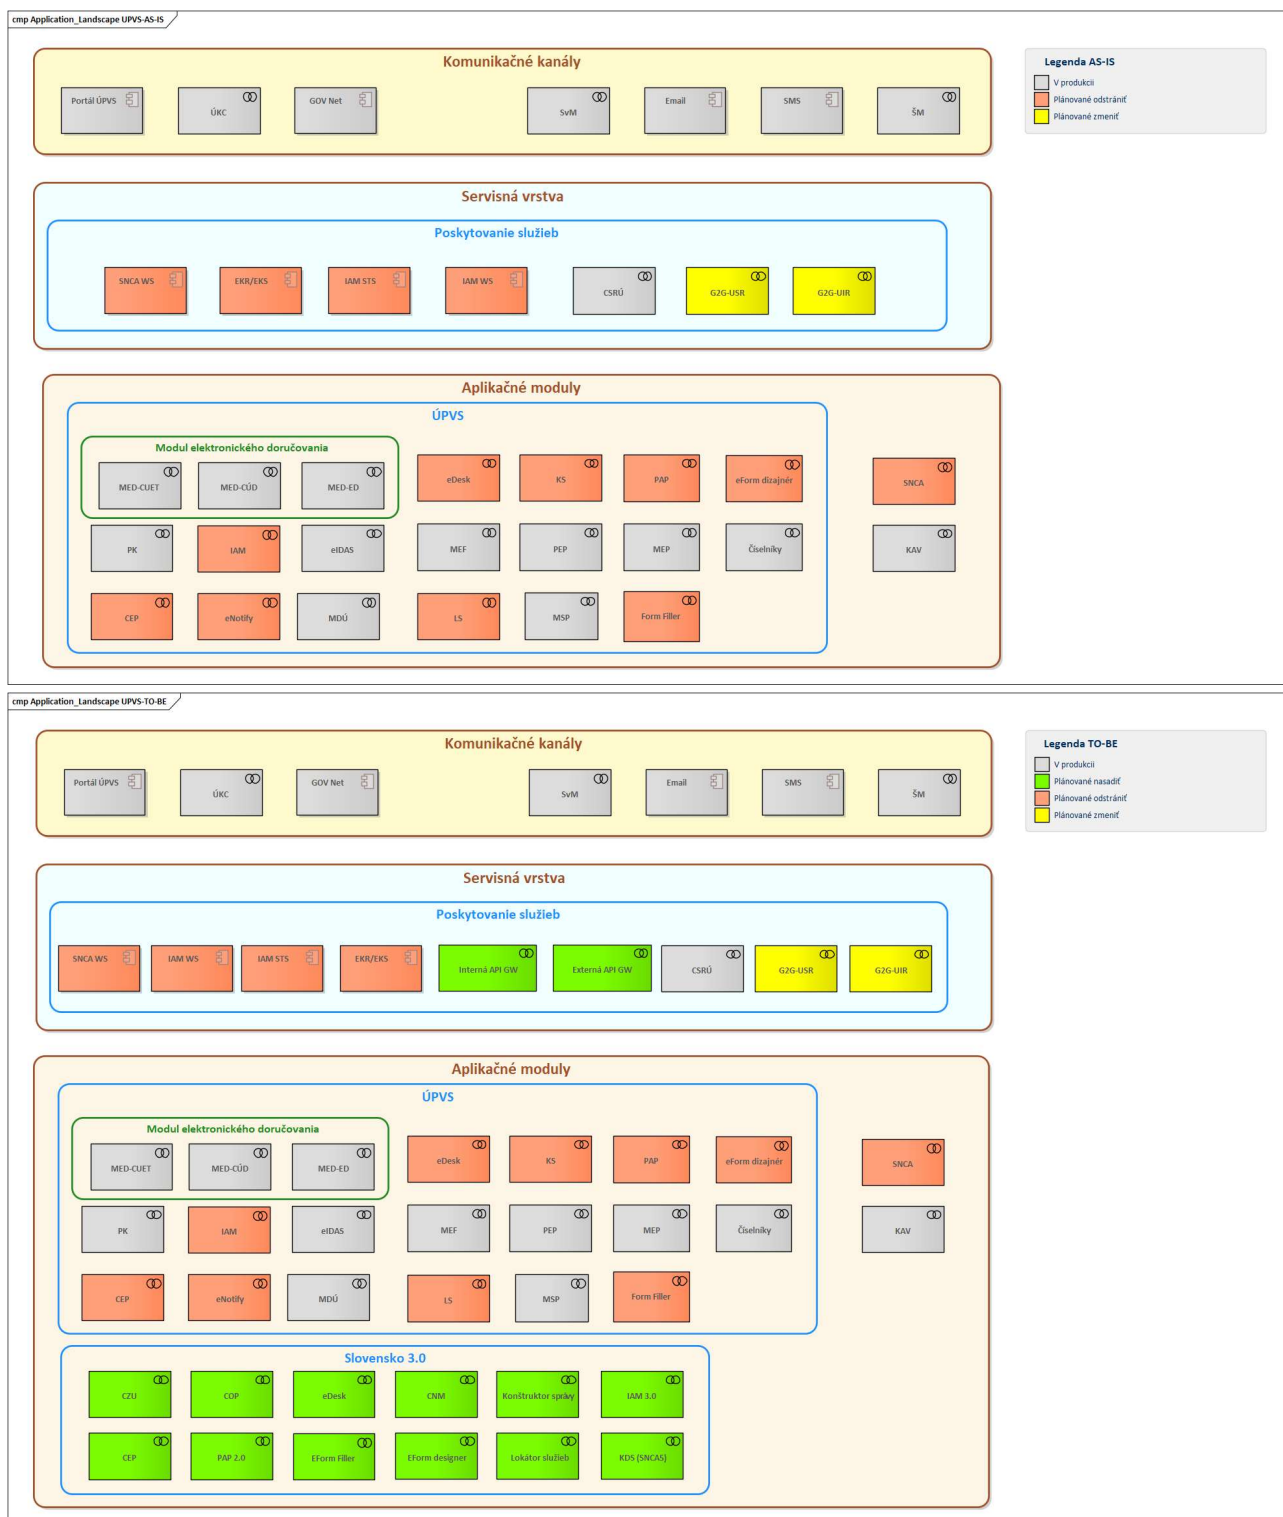 cmp Application_Landscape UPVS-AS-IS
Komunikačné kanály
Portál ÚPVS
ÚKC
GOV Net
SvM
Email
SMS
ŠM
Legenda AS-IS
V produkcii
Plánované odstrániť
Plánované zmeniť
Servisná vrstva
Poskytovanie služieb
SNCA WS
EKR/EKS
IAM STS
IAM WS
CSRÚ
G2G-USR
G2G-UIR
Aplikačné moduly
ÚPVS
Modul elektronického doručovania
MED-CUET
MED-CÚD
MED-ED
eDesk
KS
PAP
eForm dizajnér
SNCA
PK
IAM
eIDAS
MEF
PEP
MEP
Číselníky
KAV
CEP
eNotify
MDÚ
LS
MSP
Form Filler
cmp Application_Landscape UPVS-TO-BE
Komunikačné kanály
Portál ÚPVS
ÚKC
GOV Net
SvM
Email
SMS
ŠM
Legenda TO-BE
V produkcii
Plánované nasadiť
Plánované odstrániť
Plánované zmeniť
Servisná vrstva
Poskytovanie služieb
SNCA WS
IAM WS
IAM STS
EKR/EKS
Interná API GW
Externá API GW
CSRÚ
G2G-USR
G2G-UIR
Aplikačné moduly
ÚPVS
Modul elektronického doručovania
MED-CUET
MED-CÚD
MED-ED
eDesk
KS
PAP
eForm dizajnér
SNCA
PK
IAM
eIDAS
MEF
PEP
MEP
Číselníky
KAV
CEP
eNotify
MDÚ
LS
MSP
Form Filler
Slovensko 3.0
CZU
COP
eDesk
CNM
Konštruktor správy
IAM 3.0
CEP
PAP 2.0
EForm Filler
EForm designer
Lokátor služieb
KDS (SNCAS)